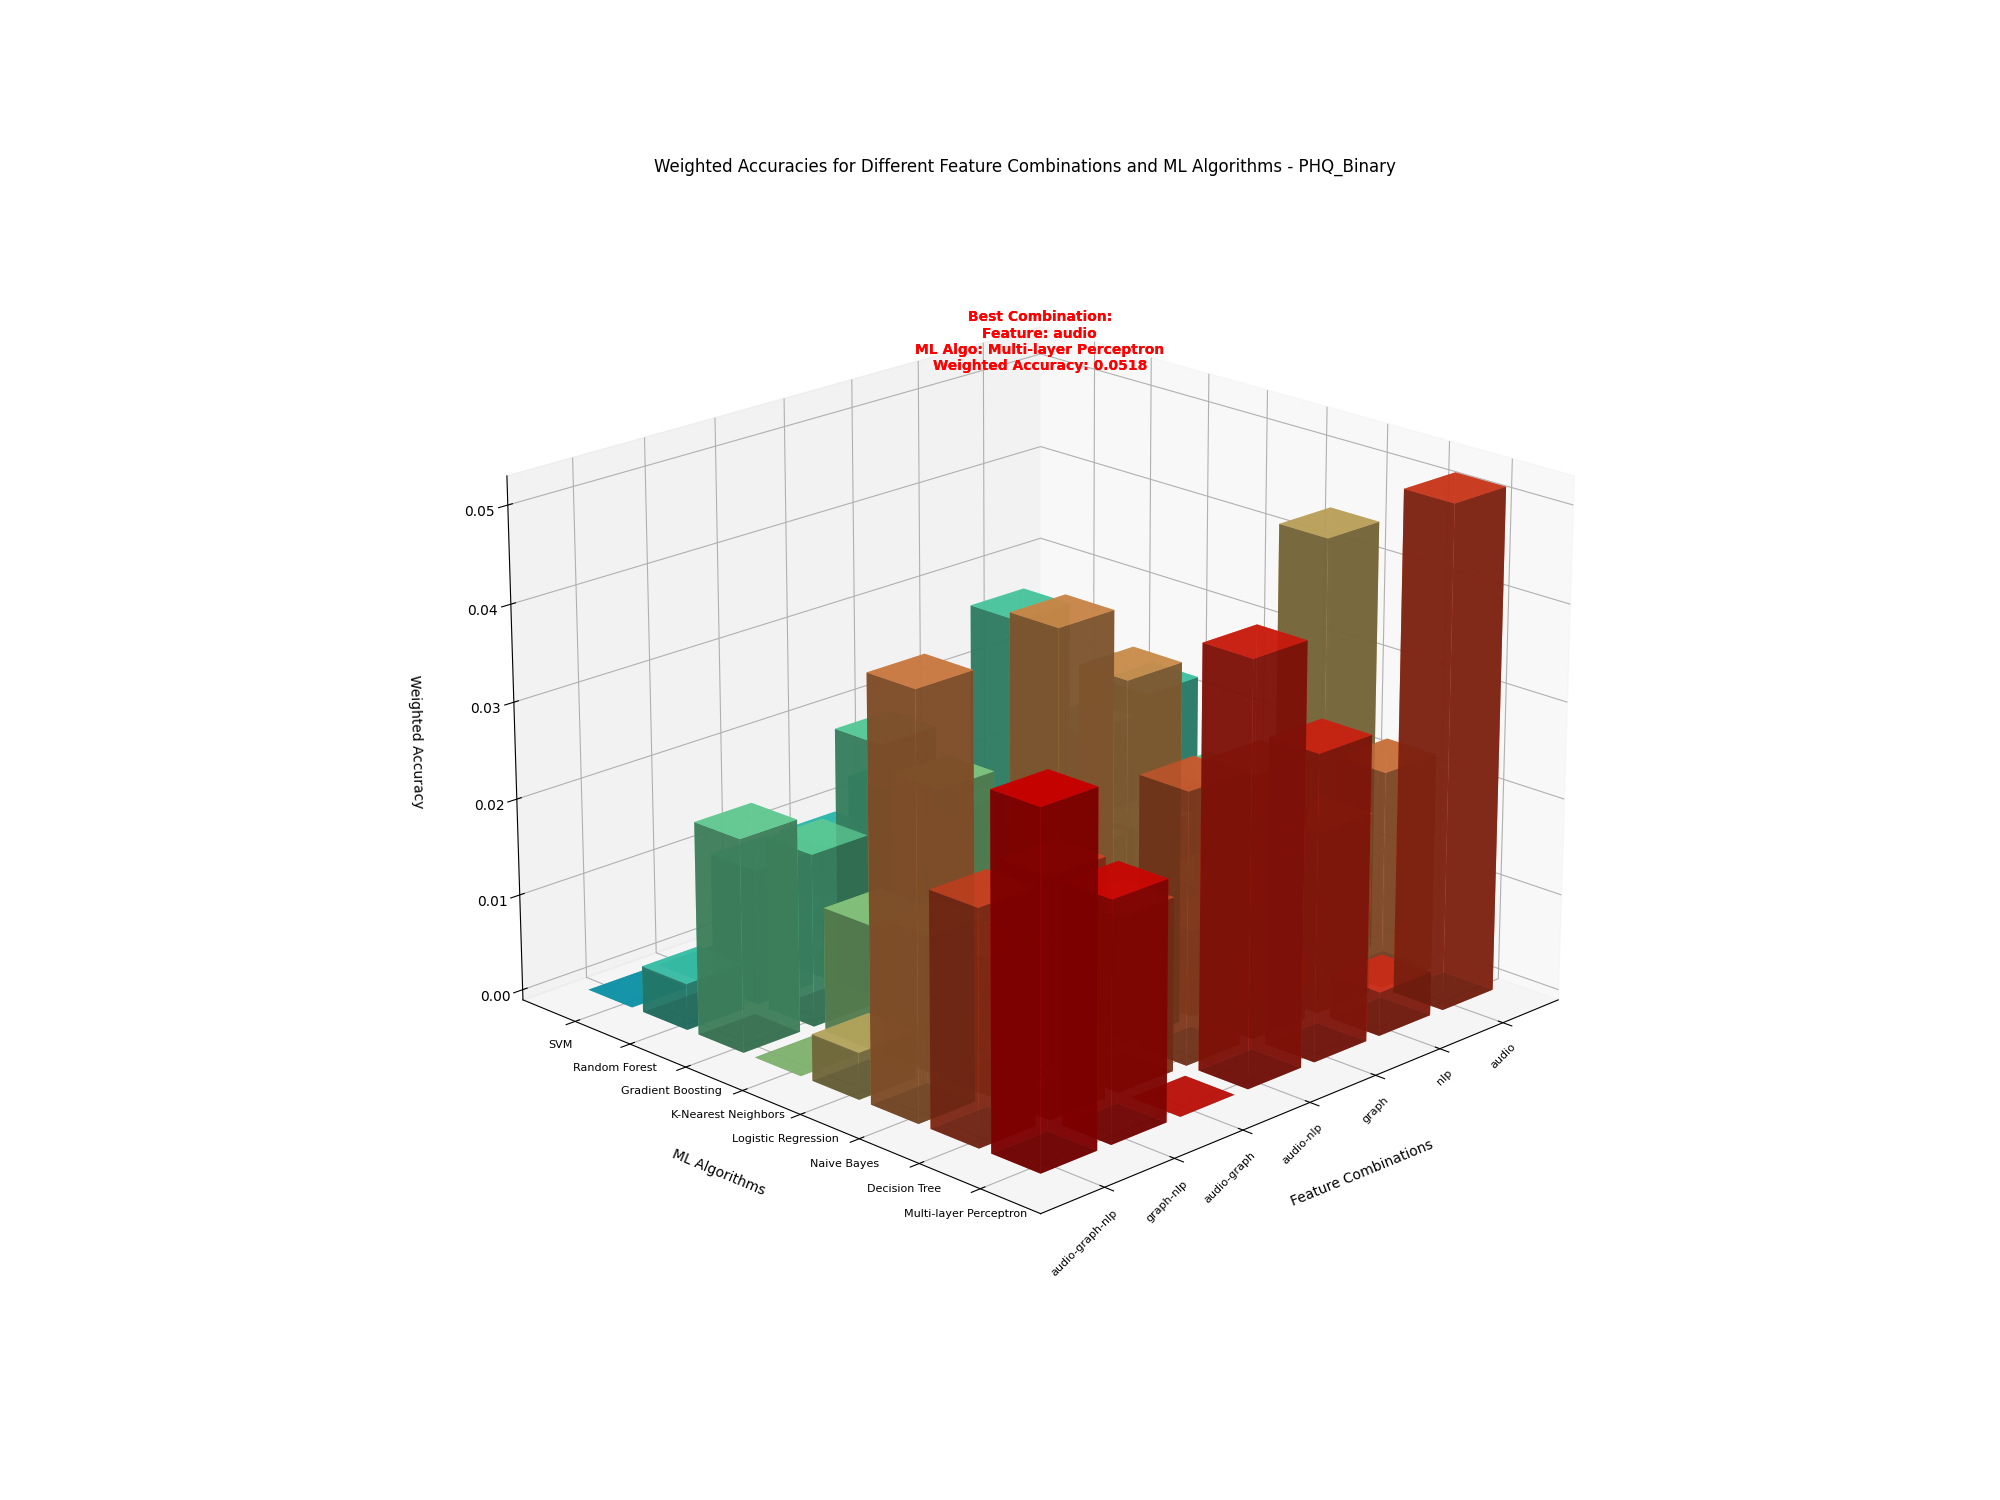 Weighted Accuracies for Different Feature Combinations and ML Algorithms - PHQ_Binary
Best Combination:
Feature: audio
ML Algo: Multi-layer Perceptron
Weighted Accuracy: 0.0518
0.05
0.04
0.03
0.02
0.01
0.00
Weighted Accuracy
SVM
Random Forest
Gradient Boosting
K-Nearest Neighbors
Logistic Regression
Naive Bayes
Decision Tree
Multi-layer Perceptron
ML Algorithms
audio-graph-nlp
graph-nlp
audio-graph
audio-nlp
graph
nlp
audio
Feature Combinations